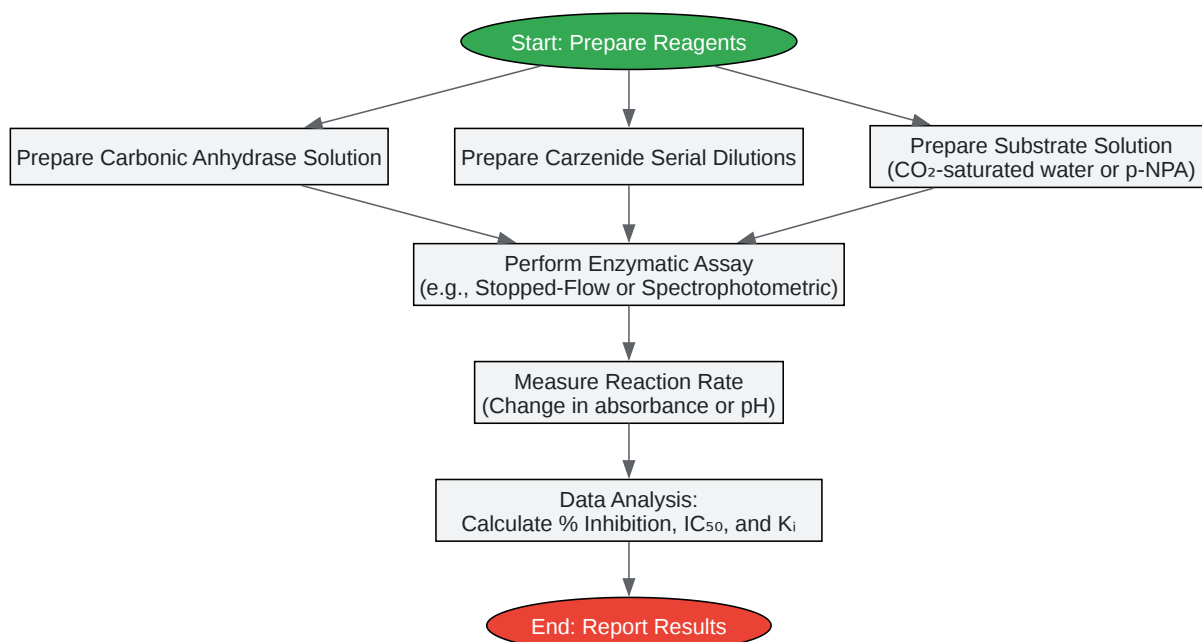 Start: Prepare Reagents
Prepare Carbonic Anhydrase Solution
Prepare Carzenide Serial Dilutions
Prepare Substrate Solution
(CO₂-saturated water or p-NPA)
Perform Enzymatic Assay
(e.g., Stopped-Flow or Spectrophotometric)
Measure Reaction Rate
(Change in absorbance or pH)
Data Analysis:
Calculate % Inhibition, IC₅₀, and Kᵢ
End: Report Results